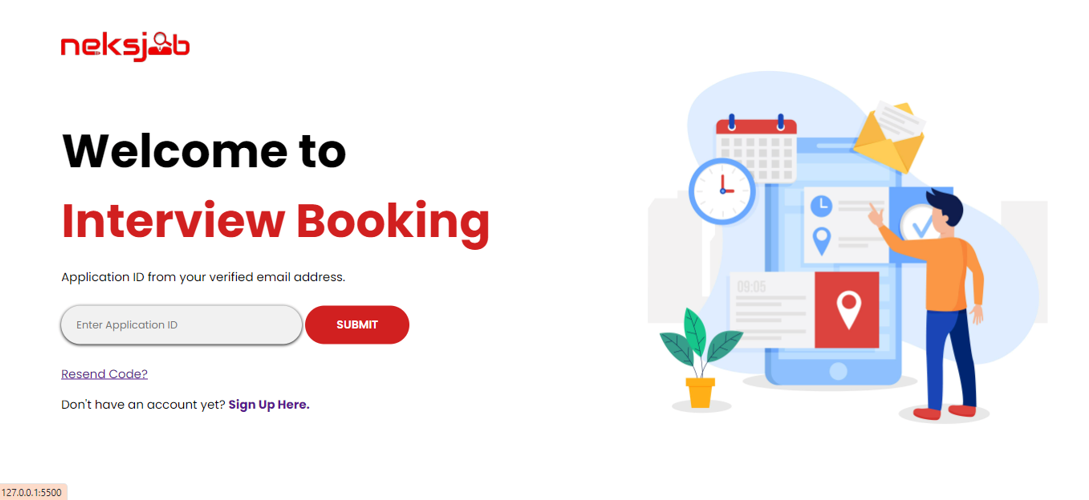 neksjob
Welcome to
Interview Booking
Application ID from your verified email address.
Enter Application ID
SUBMIT
Resend Code?
Don't have an account yet? Sign Up Here.
09:05
127.0.0.1:5500